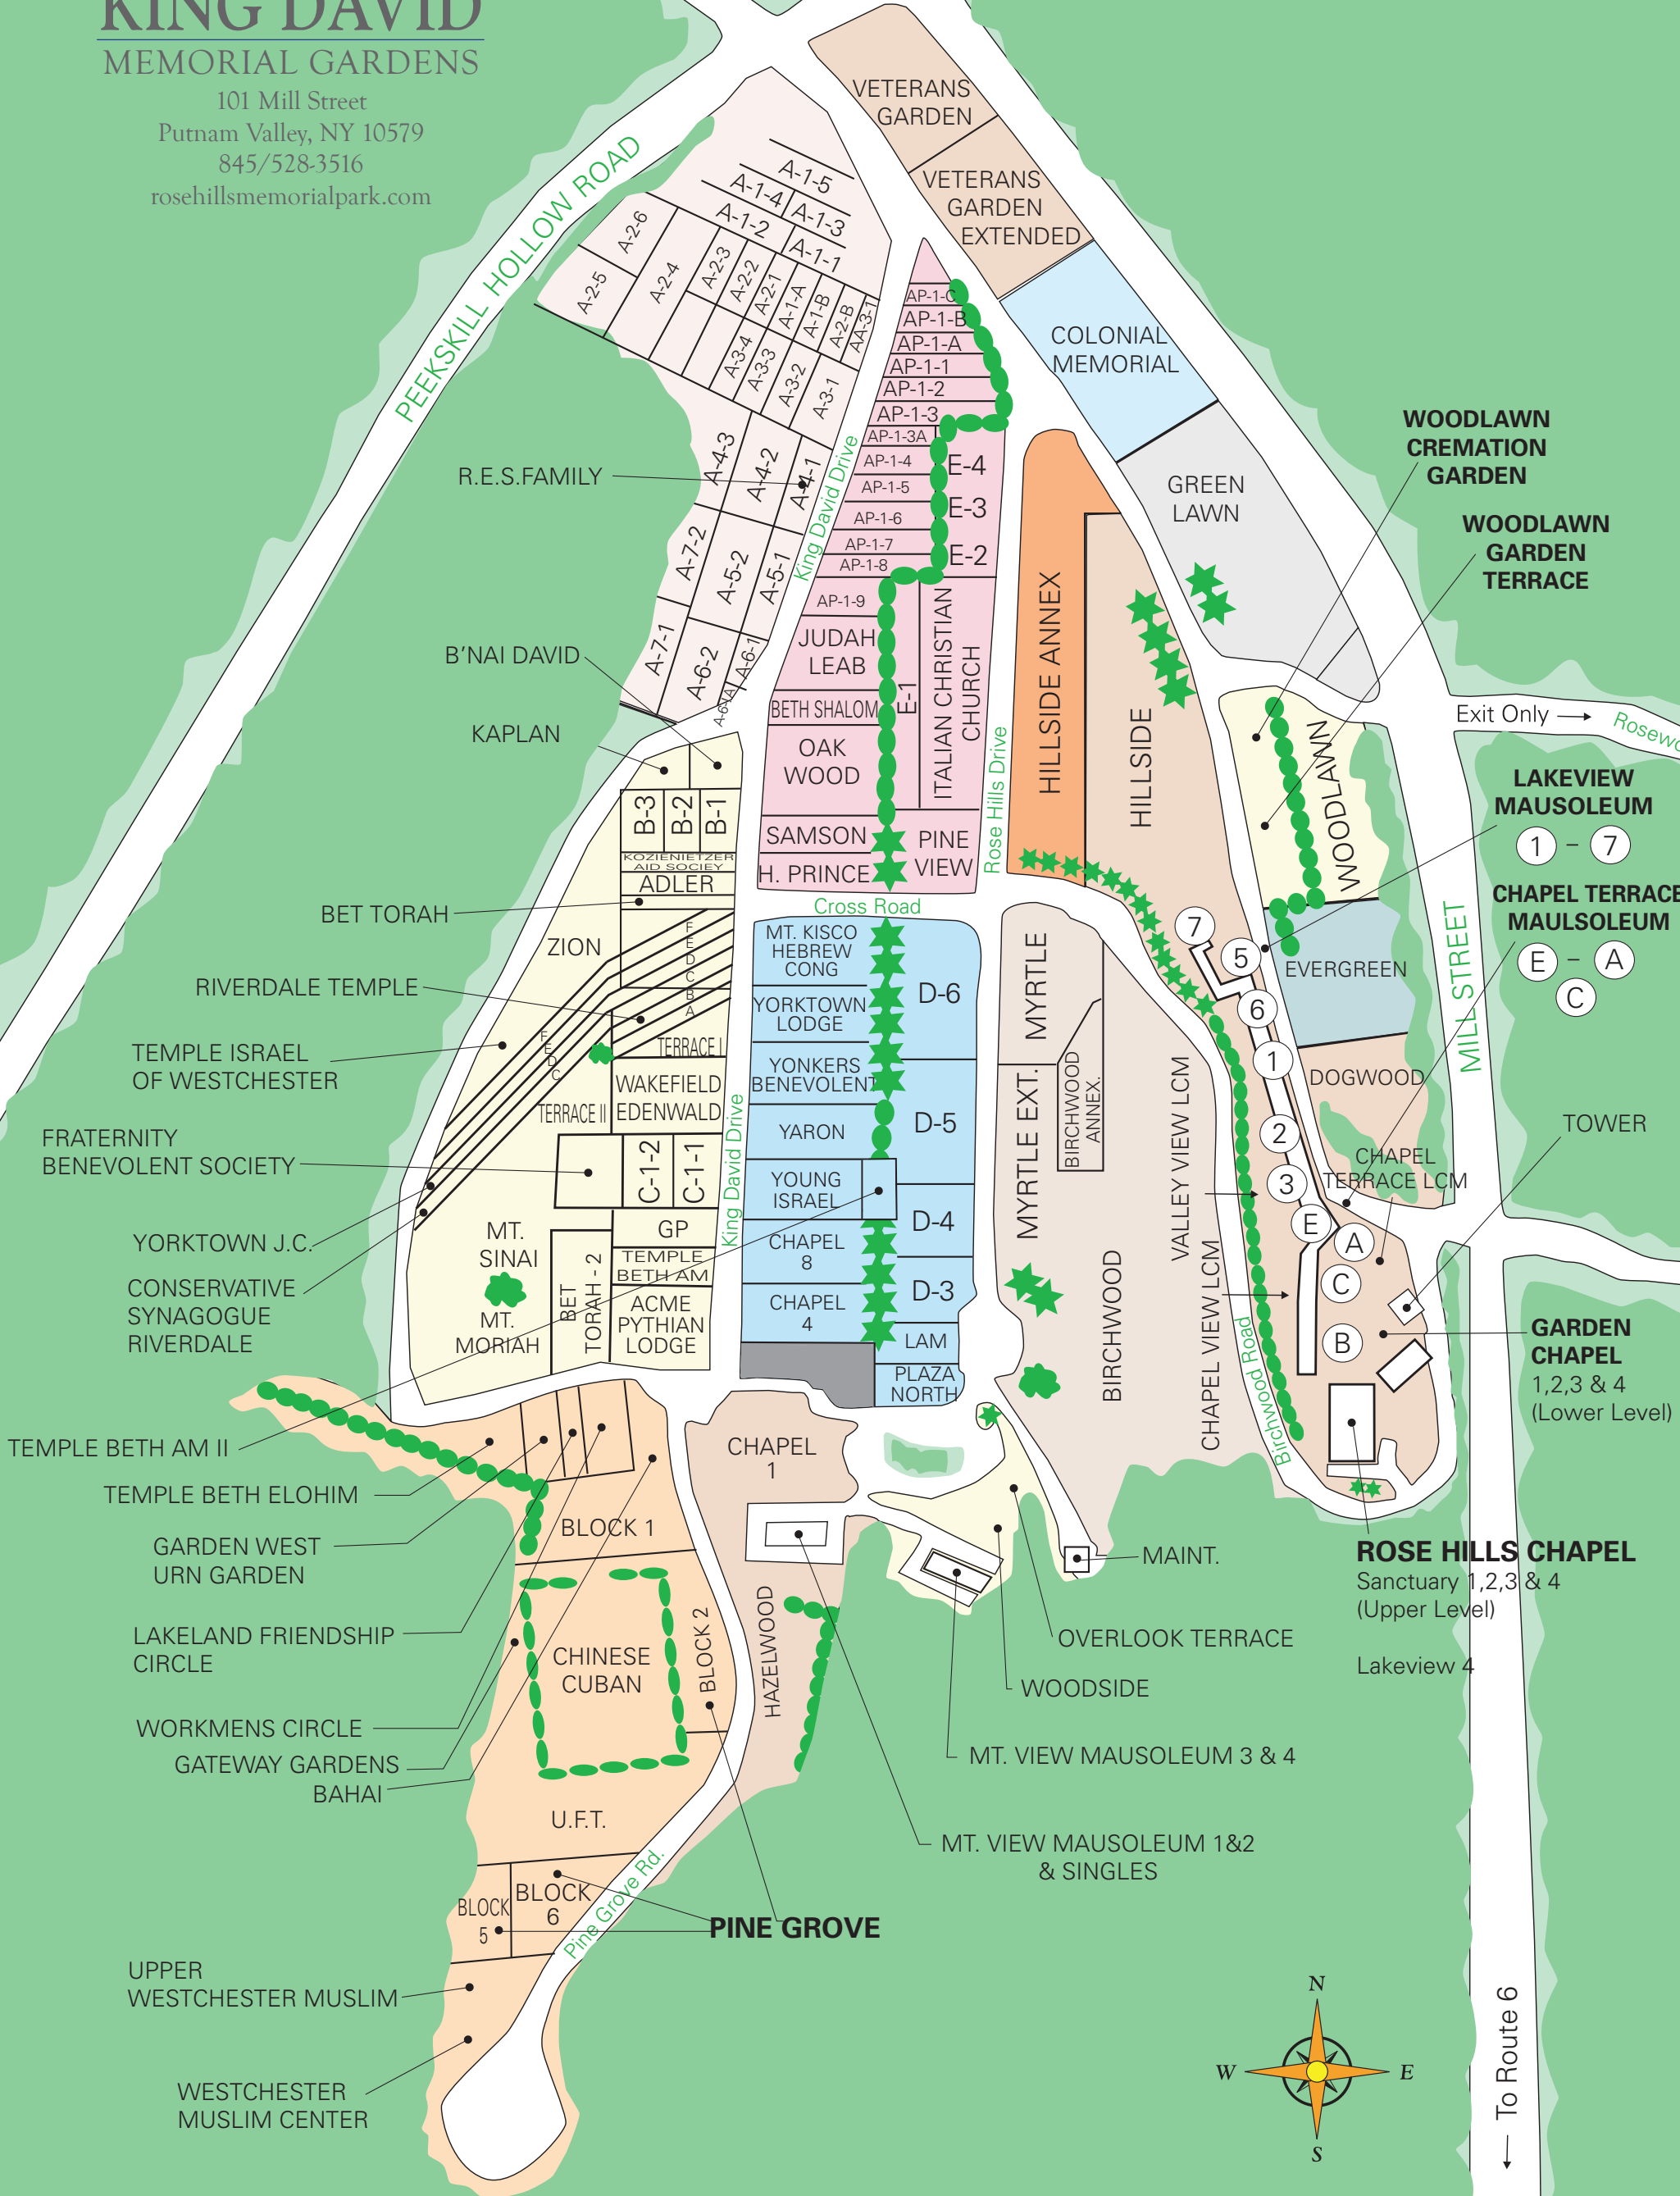 KING DAVID
MEMORIAL GARDENS
101 Mill Street
Putnam Valley, NY 10579
845/528-3516
rosehillsmemorialpark.com
PEEKSKILL HOLLOW ROAD
VETERANS
GARDEN
VETERANS
GARDEN
EXTENDED
COLONIAL
MEMORIAL
GREEN
LAWN
A-1-5
A-1-4
A-1-3
A-1-2
A-1-1
A-2-6
A-2-5
A-2-4
A-2-3
A-2-2
A-2-1
A-1-A
A-1-B
A-2-B
AA-3-1
A-3-4
A-3-3
A-3-2
A-3-1
A-4-3
A-4-2
A-4-1
R.E.S.FAMILY
A-7-2
A-5-2
A-5-1
A-7-1
A-6-2
A-6-1
A-6-1A
King David Drive
AP-1-C
AP-1-B
AP-1-A
AP-1-1
AP-1-2
AP-1-3
AP-1-3A
AP-1-4
AP-1-5
AP-1-6
AP-1-7
AP-1-8
AP-1-9
E-4
E-3
E-2
E-1
ITALIAN CHRISTIAN
CHURCH
JUDAH
LEAB
BETH SHALOM
OAK
WOOD
SAMSON
H. PRINCE
PINE
VIEW
Rose Hills Drive
Cross Road
HILLSIDE ANNEX
HILLSIDE
WOODLAWN
CREMATION
GARDEN
WOODLAWN
GARDEN
TERRACE
WOODLAWN
Exit Only
Rosewo
LAKEVIEW
MAUSOLEUM
1 – 7
CHAPEL TERRACE
MAULSOLEUM
E – A
C
MILL STREET
EVERGREEN
DOGWOOD
CHAPEL
TERRACE LCM
TOWER
7
5
6
1
2
3
E
A
C
B
B'NAI DAVID
KAPLAN
B-3
B-2
B-1
KOZIENIETZER
AID SOCIEY
ADLER
BET TORAH
ZION
F
E
D
C
B
A
RIVERDALE TEMPLE
TEMPLE ISRAEL
OF WESTCHESTER
F
E
D
C
TERRACE I
TERRACE II
WAKEFIELD
EDENWALD
FRATERNITY
BENEVOLENT SOCIETY
C-1-2
C-1-1
YORKTOWN J.C.
CONSERVATIVE
SYNAGOGUE
RIVERDALE
MT.
SINAI
MT.
MORIAH
BET
TORAH - 2
GP
TEMPLE
BETH AM
ACME
PYTHIAN
LODGE
King David Drive
MT. KISCO
HEBREW
CONG
YORKTOWN
LODGE
YONKERS
BENEVOLENT
YARON
YOUNG
ISRAEL
CHAPEL
8
CHAPEL
4
D-6
D-5
D-4
D-3
LAM
PLAZA
NORTH
MYRTLE
MYRTLE EXT.
BIRCHWOOD
ANNEX.
BIRCHWOOD
VALLEY VIEW LCM
CHAPEL VIEW LCM
Birchwood Road
GARDEN
CHAPEL
1,2,3 & 4
(Lower Level)
ROSE HILLS CHAPEL
Sanctuary 1,2,3 & 4
(Upper Level)
Lakeview 4
TEMPLE BETH AM II
TEMPLE BETH ELOHIM
GARDEN WEST
URN GARDEN
LAKELAND FRIENDSHIP
CIRCLE
WORKMENS CIRCLE
GATEWAY GARDENS
BAHAI
BLOCK 1
CHINESE
CUBAN
BLOCK 2
U.F.T.
BLOCK
5
BLOCK
6
Pine Grove Rd.
PINE GROVE
CHAPEL
1
HAZELWOOD
MAINT.
OVERLOOK TERRACE
WOODSIDE
MT. VIEW MAUSOLEUM 3 & 4
MT. VIEW MAUSOLEUM 1&2
& SINGLES
UPPER
WESTCHESTER MUSLIM
WESTCHESTER
MUSLIM CENTER
N
W
E
S
To Route 6